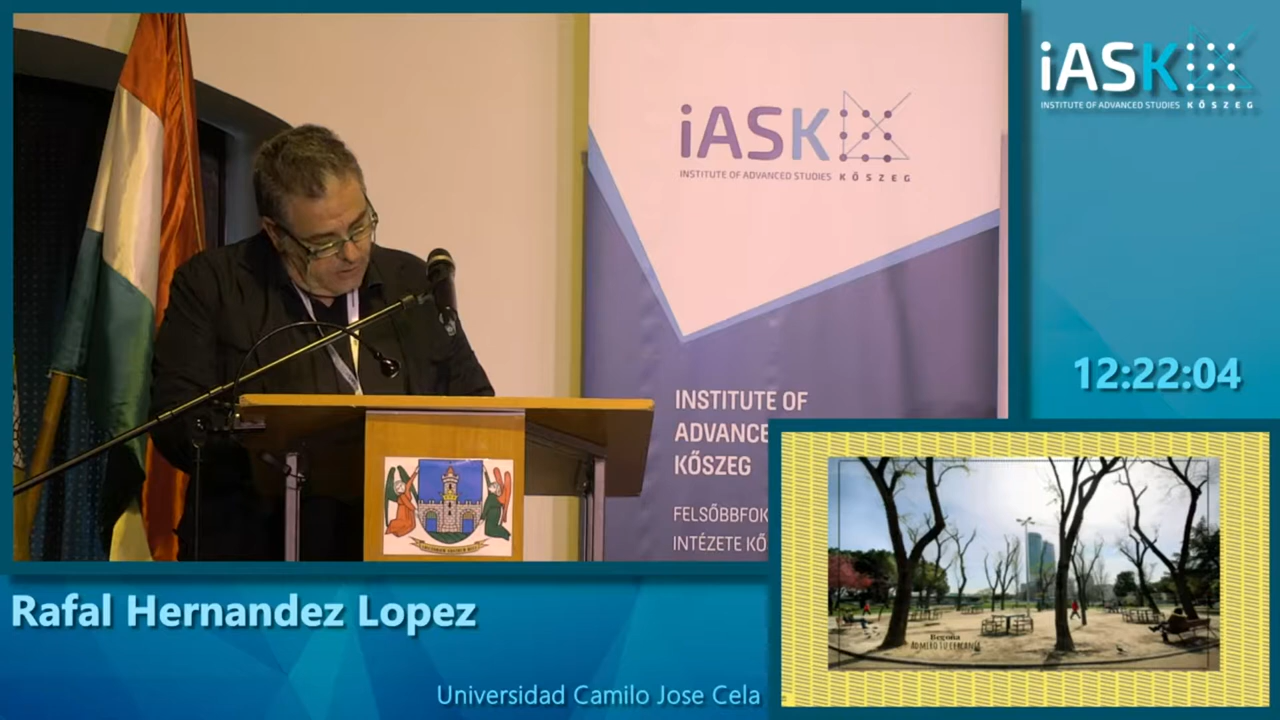 iASK
INSTITUTE OF ADVANCED STUDIES KŐSZEG
INSTITUTE OF
ADVANCE
KŐSZEG
FELSŐBBFOK
INTÉZETE KŐ
iASK
INSTITUTE OF ADVANCED STUDIES KŐSZEG
12:22:04
Begoña
Rafal Hernandez Lopez
Universidad Camilo Jose Cela